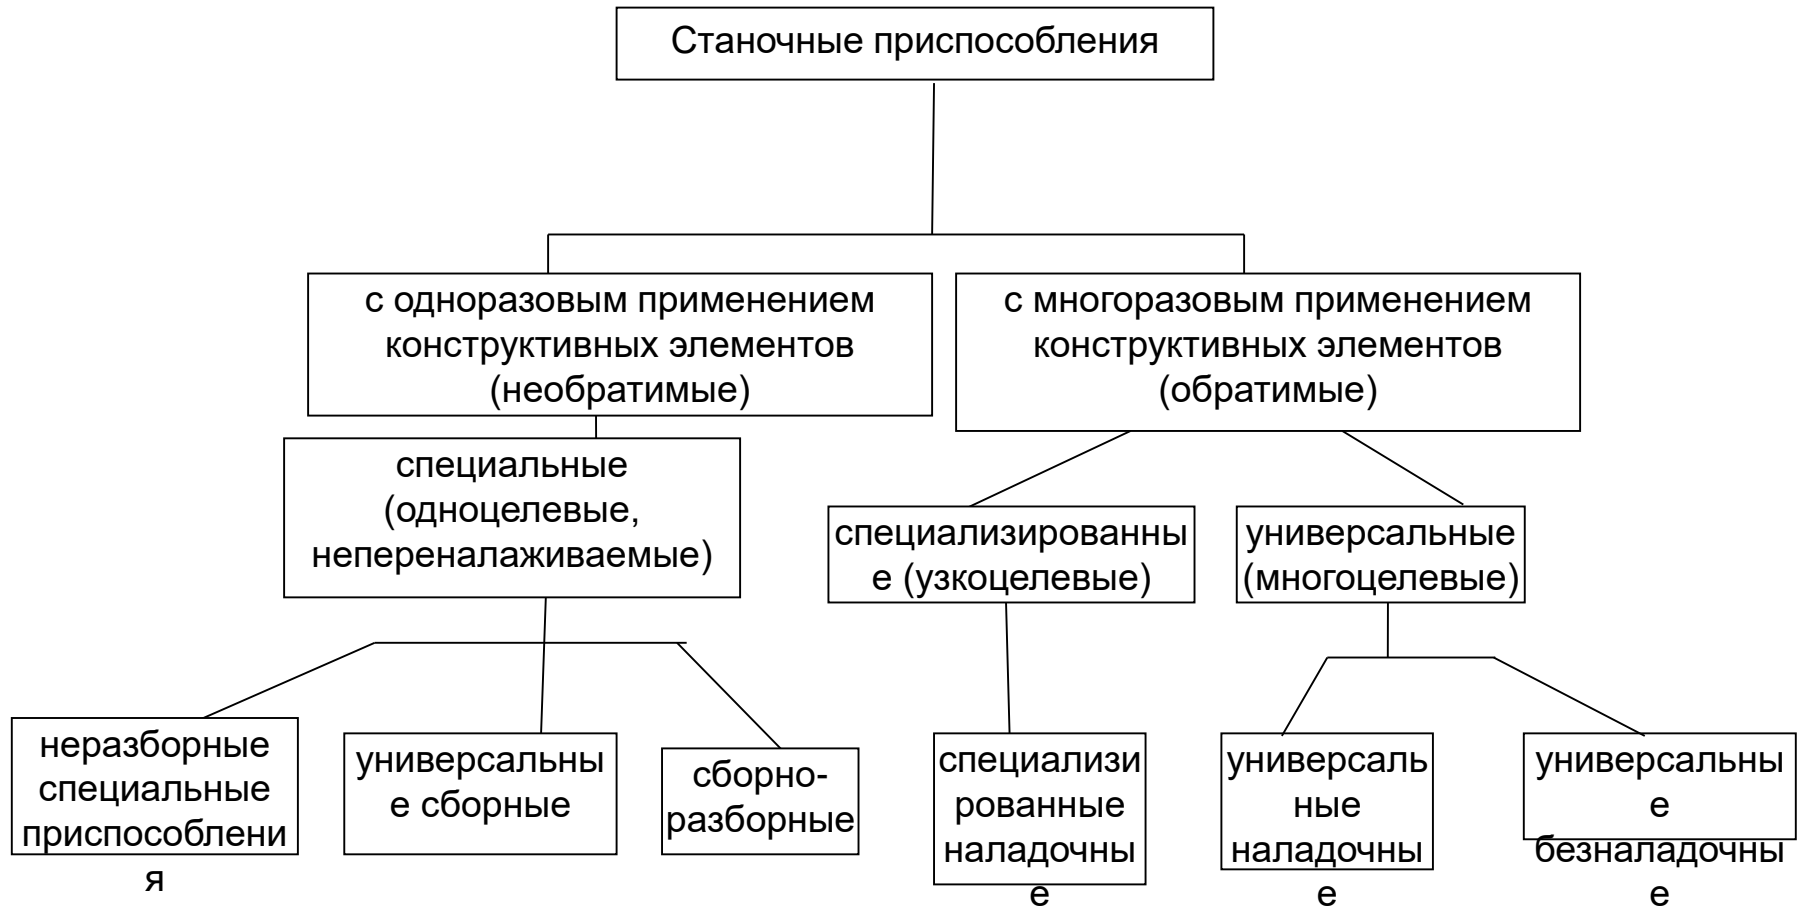 Станочные приспособления
с одноразовым применением
конструктивных элементов
(необратимые)
с многоразовым применением
конструктивных элементов
(обратимые)
специальные
(одноцелевые,
непереналаживаемые)
специализированны
е (узкоцелевые)
универсальные
(многоцелевые)
неразборные
специальные
приспособлени
я
универсальны
е сборные
сборно-
разборные
специализи
рованные
наладочны
е
универсаль
ные
наладочны
е
универсальны
е
безналадочны
е